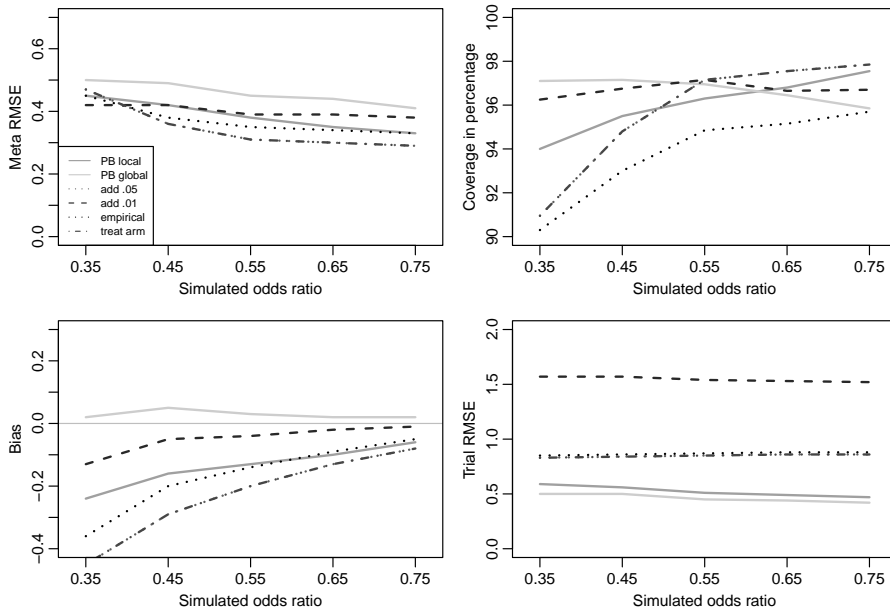 Meta RMSE
0.0 0.2 0.4 0.6
PB local
PB global
add .05
add .01
empirical
treat arm
0.35 0.45 0.55 0.65 0.75
Simulated odds ratio
Coverage in percentage
90 92 94 96 98 100
0.35 0.45 0.55 0.65 0.75
Simulated odds ratio
Bias
−0.4 −0.2 0.0 0.2
0.35 0.45 0.55 0.65 0.75
Simulated odds ratio
Trial RMSE
0.0 0.5 1.0 1.5 2.0
0.35 0.45 0.55 0.65 0.75
Simulated odds ratio